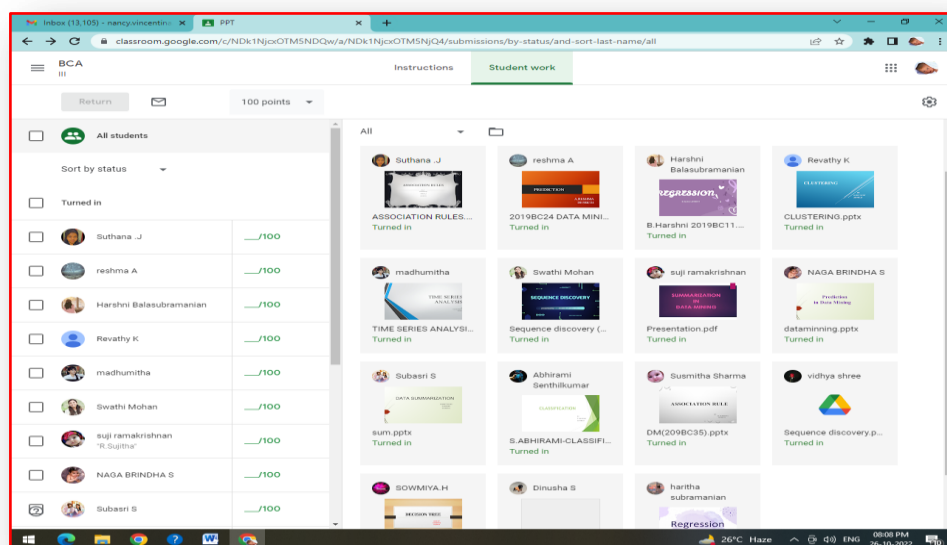 Inbox (13,105) - nancy.vincentina
PPT
classroom.google.com/c/NDk1NjcxOTM5NDQw/a/NDk1NjcxOTM5NjQ4/submissions/by-status/and-sort-last-name/all
BCA
III
Instructions
Student work
Return
100 points
All students
Sort by status
Turned in
Suthana .J
__/100
reshma A
__/100
Harshni Balasubramanian
__/100
Revathy K
__/100
madhumitha
__/100
Swathi Mohan
__/100
suji ramakrishnan
"R.Sujitha"
__/100
NAGA BRINDHA S
__/100
Subasri S
__/100
All
Suthana .J
ASSOCIATION RULES
ASSOCIATION RULES....
Turned in
reshma A
PREDICTION
2019BC24 DATA MINI...
Turned in
Harshni
Balasubramanian
REGRESSION
B.Harshni 2019BC11....
Turned in
Revathy K
CLUSTERING
CLUSTERING.pptx
Turned in
madhumitha
TIME SERIES
ANALYSIS
TIME SERIES ANALYSI...
Turned in
Swathi Mohan
SEQUENCE DISCOVERY
Sequence discovery (...
Turned in
suji ramakrishnan
SUMMARISATION
IN
DATA MINING
Presentation.pdf
Turned in
NAGA BRINDHA S
Prediction
in Data Mining
dataminning.pptx
Turned in
Subasri S
DATA SUMMARIZATION
sum.pptx
Turned in
Abhirami
Senthilkumar
CLASSIFICATION
S.ABHIRAMI-CLASSIFI...
Turned in
Susmitha Sharma
ASSOCIATION RULE
DM(209BC35).pptx
Turned in
vidhya shree
Sequence discovery.p...
Turned in
SOWMIYA.H
DECISION TREE
Dinusha S
haritha
subramanian
Regression
26°C Haze
ENG
08:08 PM
26-10-2022